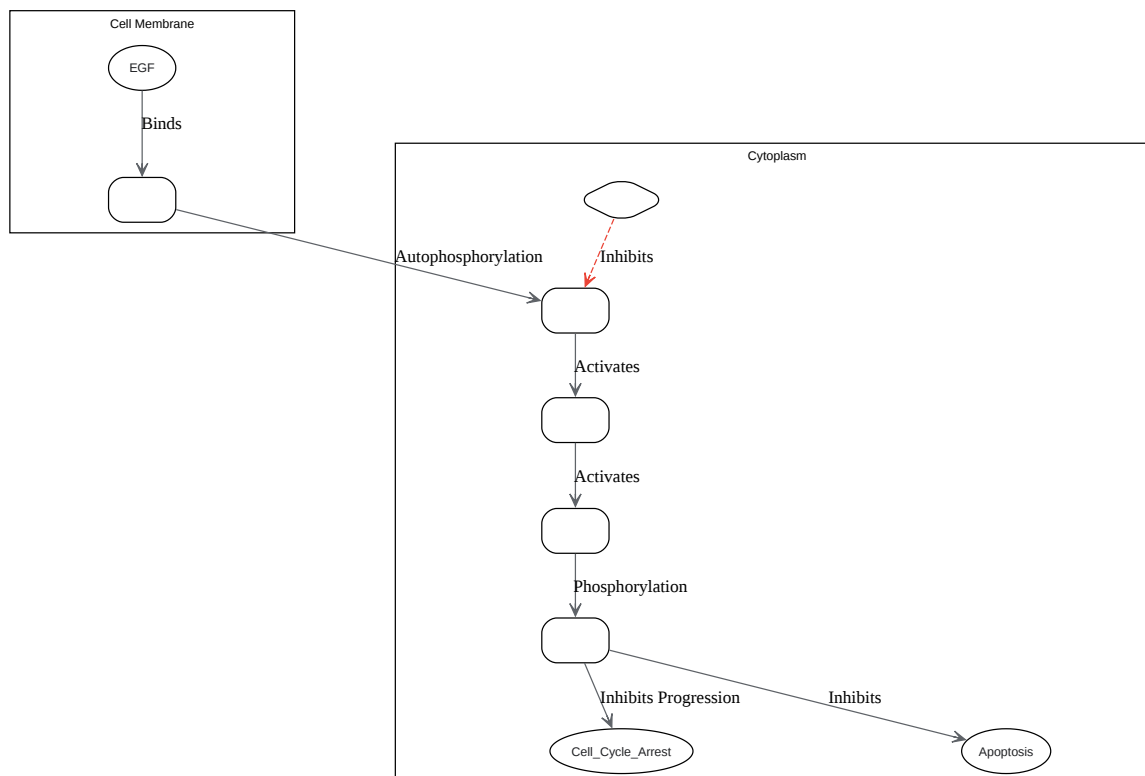 Cell Membrane
EGF
Binds
Cytoplasm
Autophosphorylation
Inhibits
Activates
Activates
Phosphorylation
Inhibits Progression
Inhibits
Cell_Cycle_Arrest
Apoptosis